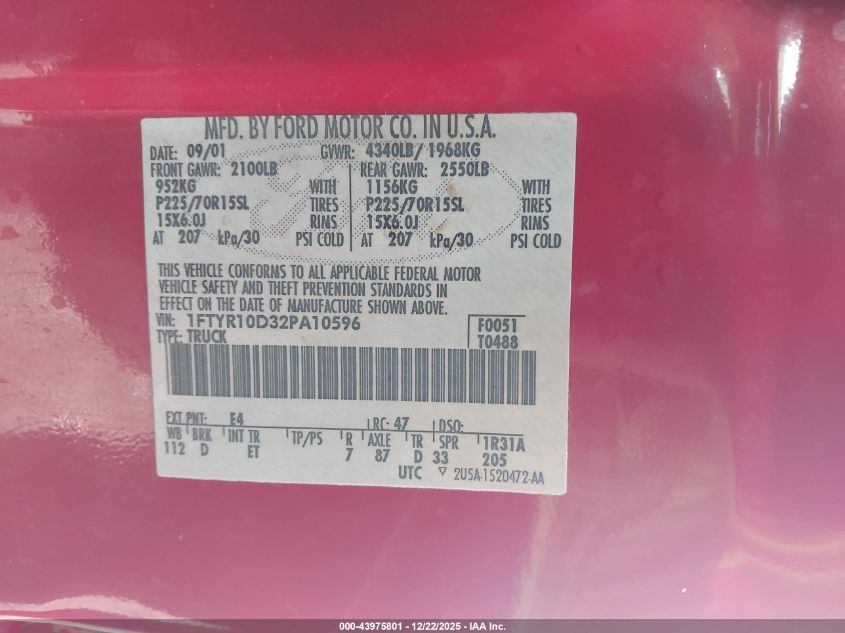 MFD. BY FORD MOTOR CO. IN U.S.A.
DATE: 09/01 GVWR: 4340LB/ 1968KG
FRONT GAWR: 2100LB REAR GAWR: 2550LB
952KG WITH 1156KG WITH
P225/70R15SL TIRES P225/70R15SL TIRES
15X6.0J RIMS 15X6.0J RIMS
AT 207 kPa/30 PSI COLD AT 207 kPa/30 PSI COLD
THIS VEHICLE CONFORMS TO ALL APPLICABLE FEDERAL MOTOR
VEHICLE SAFETY AND THEFT PREVENTION STANDARDS IN
EFFECT ON THE DATE OF MANUFACTURE SHOWN ABOVE.
VIN: 1FTYR10D32PA10596 F0051
TYPE: TRUCK T0488
EXT PNT: E4 RC: 47 DSO:
WB BRK INT TR TP/PS R AXLE TR SPR 1R31A
112 D ET 7 87 D 33 205
UTC ▽ 2U5A-1520472-AA
000-43975801 - 12/22/2025 - IAA Inc.